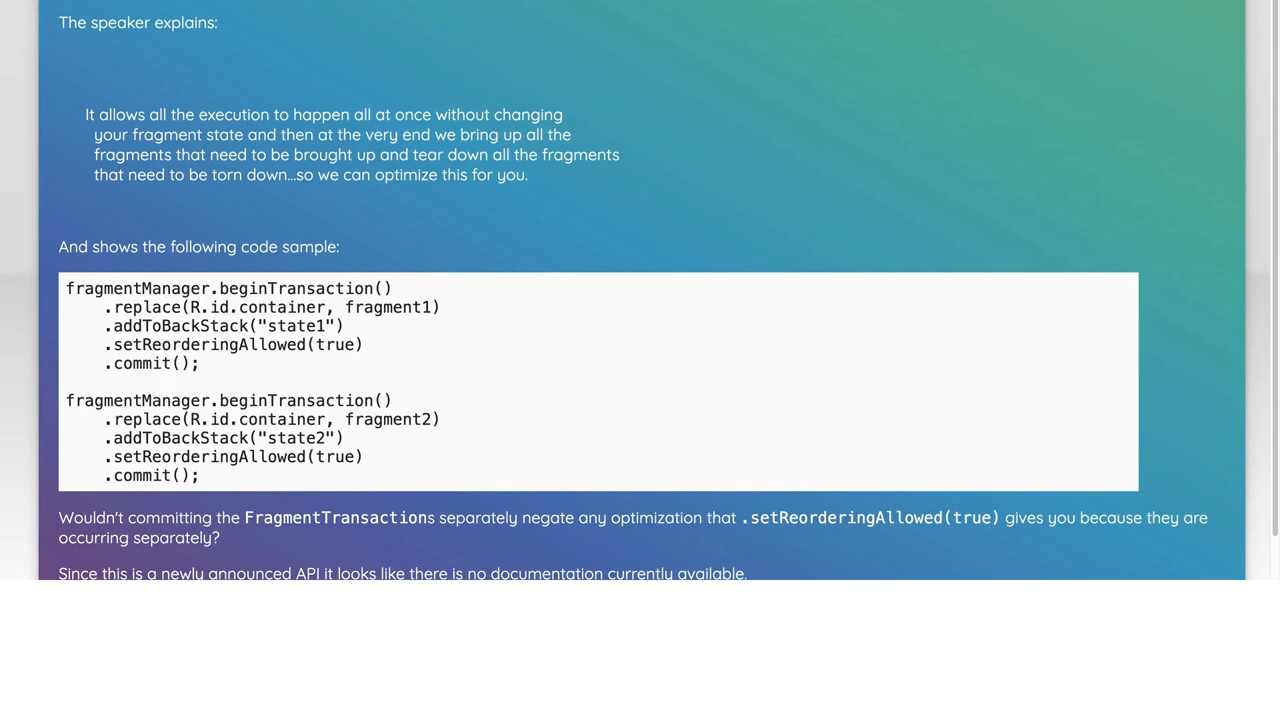 The speaker explains:
It allows all the execution to happen all at once without changing
your fragment state and then at the very end we bring up all the
fragments that need to be brought up and tear down all the fragments
that need to be torn down...so we can optimize this for you.
And shows the following code sample:
fragmentManager.beginTransaction()
    .replace(R.id.container, fragment1)
    .addToBackStack("state1")
    .setReorderingAllowed(true)
    .commit();
fragmentManager.beginTransaction()
    .replace(R.id.container, fragment2)
    .addToBackStack("state2")
    .setReorderingAllowed(true)
    .commit();
Wouldn't committing the FragmentTransactions separately negate any optimization that .setReorderingAllowed(true) gives you because they are
occurring separately?
Since this is a newly announced API it looks like there is no documentation currently available.